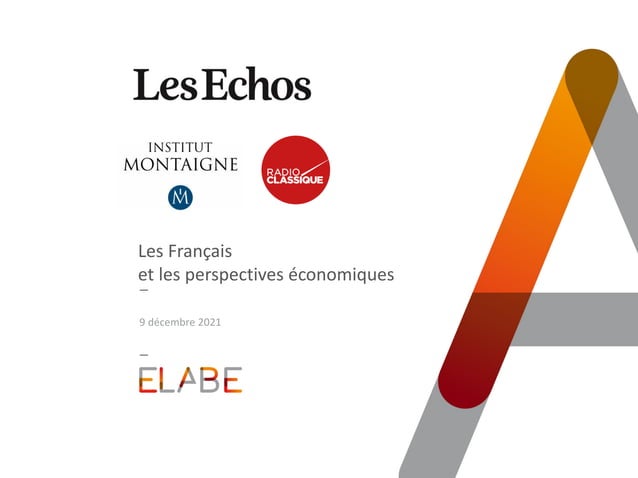 Les Echos
INSTITUT
MONTAIGNE
M
RADIO
CLASSIQUE
Les Français
et les perspectives économiques
–
9 décembre 2021
–
ELABE